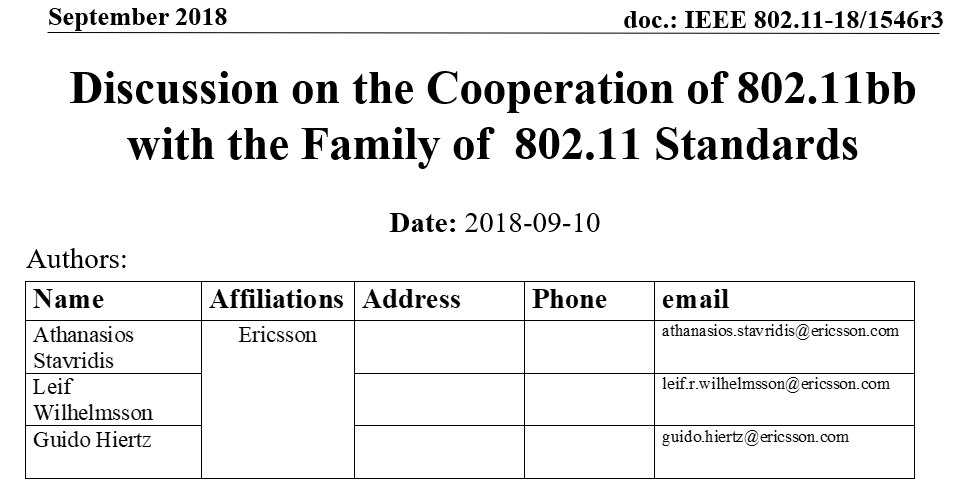 September 2018 doc.: IEEE 802.11-18/1546r3
Discussion on the Cooperation of 802.11bb
with the Family of 802.11 Standards
Date: 2018-09-10
Authors:
Name Affiliations Address Phone email
Athanasios Ericsson athanasios.stavridis@ericsson.com
Stavridis
Leif leif.r.wilhelmsson@ericsson.com
Wilhelmsson
Guido Hiertz guido.hiertz@ericsson.com